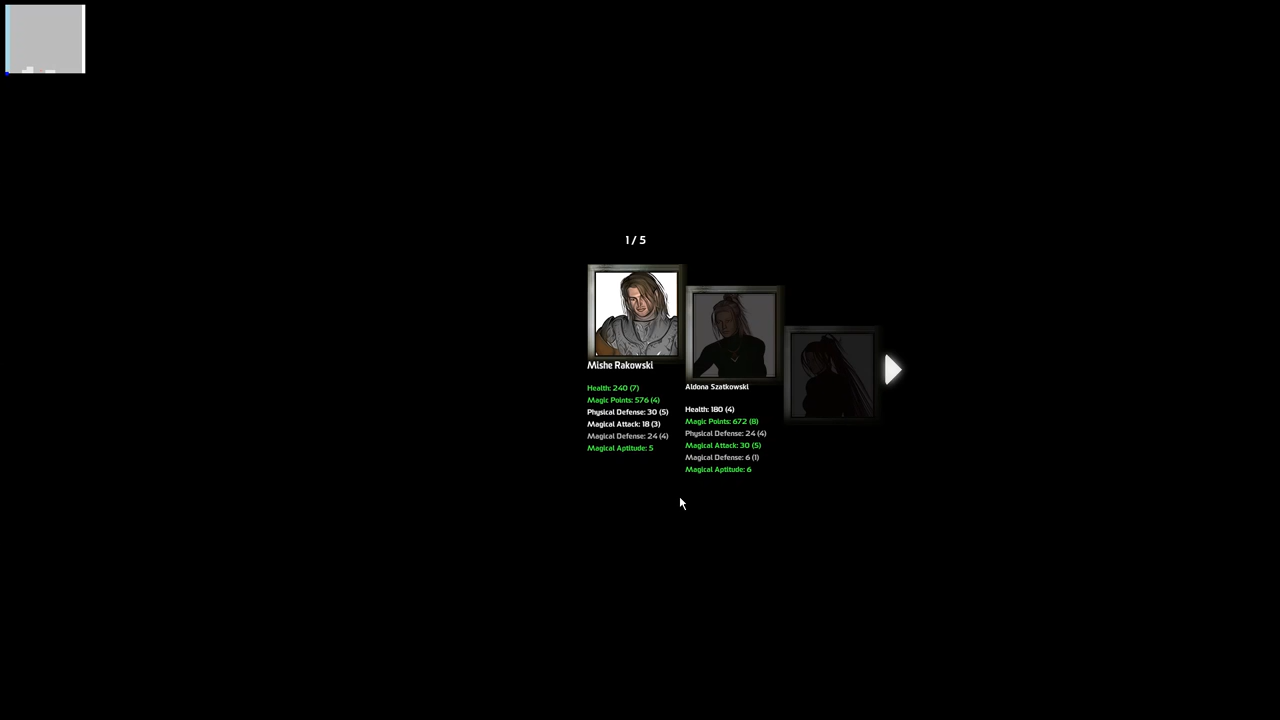 1 / 5
Mishe Rakowski
Health: 240 (7)
Magic Points: 576 (4)
Physical Defense: 30 (5)
Magical Attack: 18 (3)
Magical Defense: 24 (4)
Magical Aptitude: 5
Aldona Szatkowski
Health: 180 (4)
Magic Points: 672 (8)
Physical Defense: 24 (4)
Magical Attack: 30 (5)
Magical Defense: 6 (1)
Magical Aptitude: 6